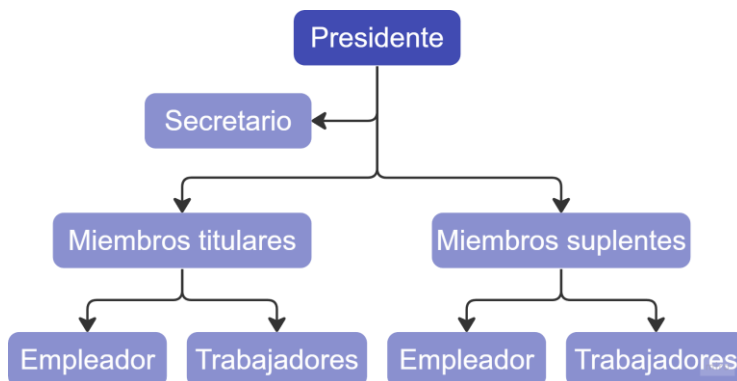 Presidente
Secretario
Miembros titulares
Miembros suplentes
Empleador
Trabajadores
Empleador
Trabajadores